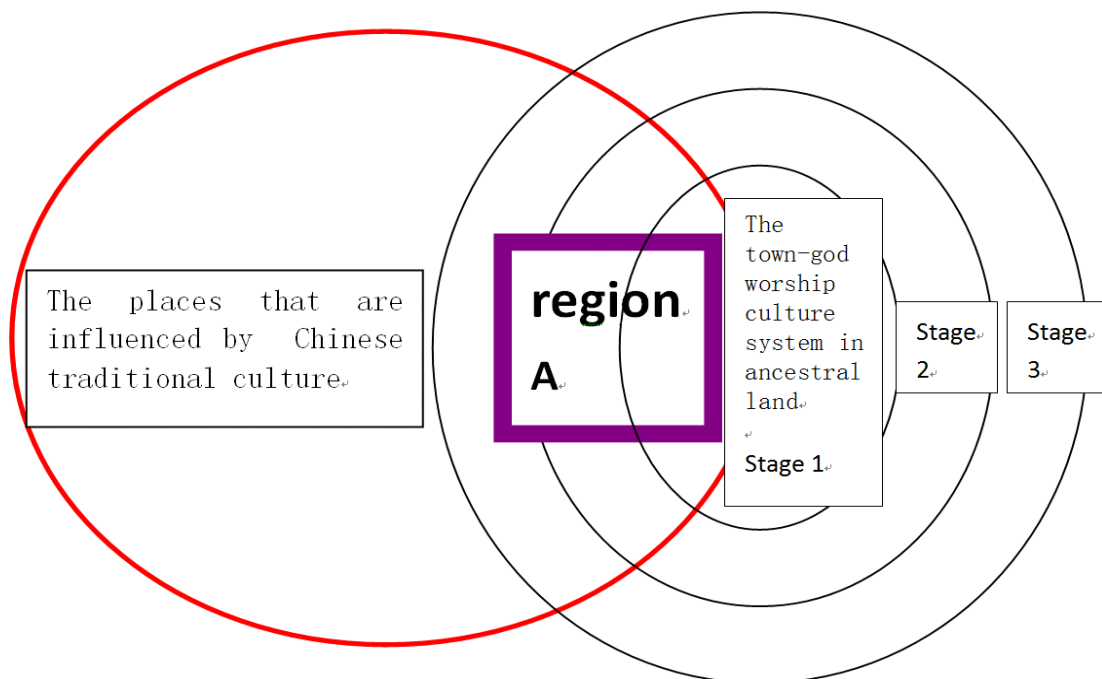 The places that are
influenced by Chinese
traditional culture
region
A
The
town-god
worship
culture
system in
ancestral
land
Stage 1
Stage
2
Stage
3